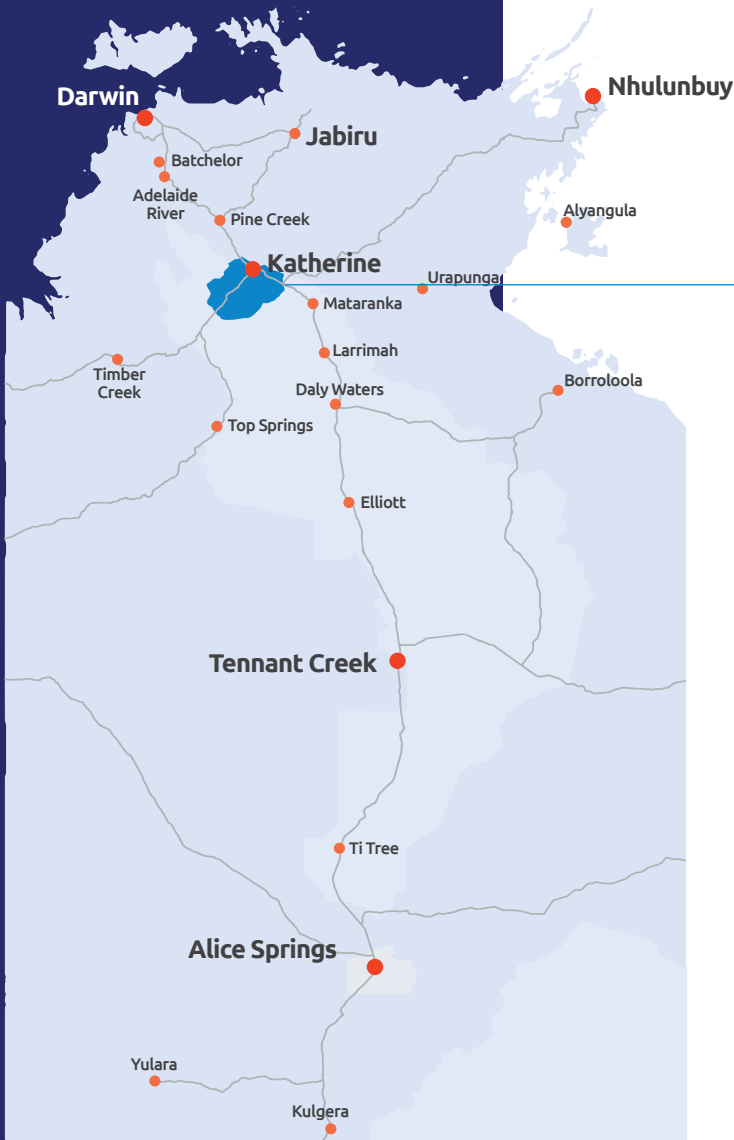 Nhulunbuy
Darwin
Jabiru
Batchelor
Adelaide
River
Pine Creek
Alyangula
Katherine
Urapunga
Mataranka
Larrimah
Timber
Creek
Daly Waters
Borroloola
Top Springs
Elliott
Tennant Creek
Ti Tree
Alice Springs
Yulara
Kulgera